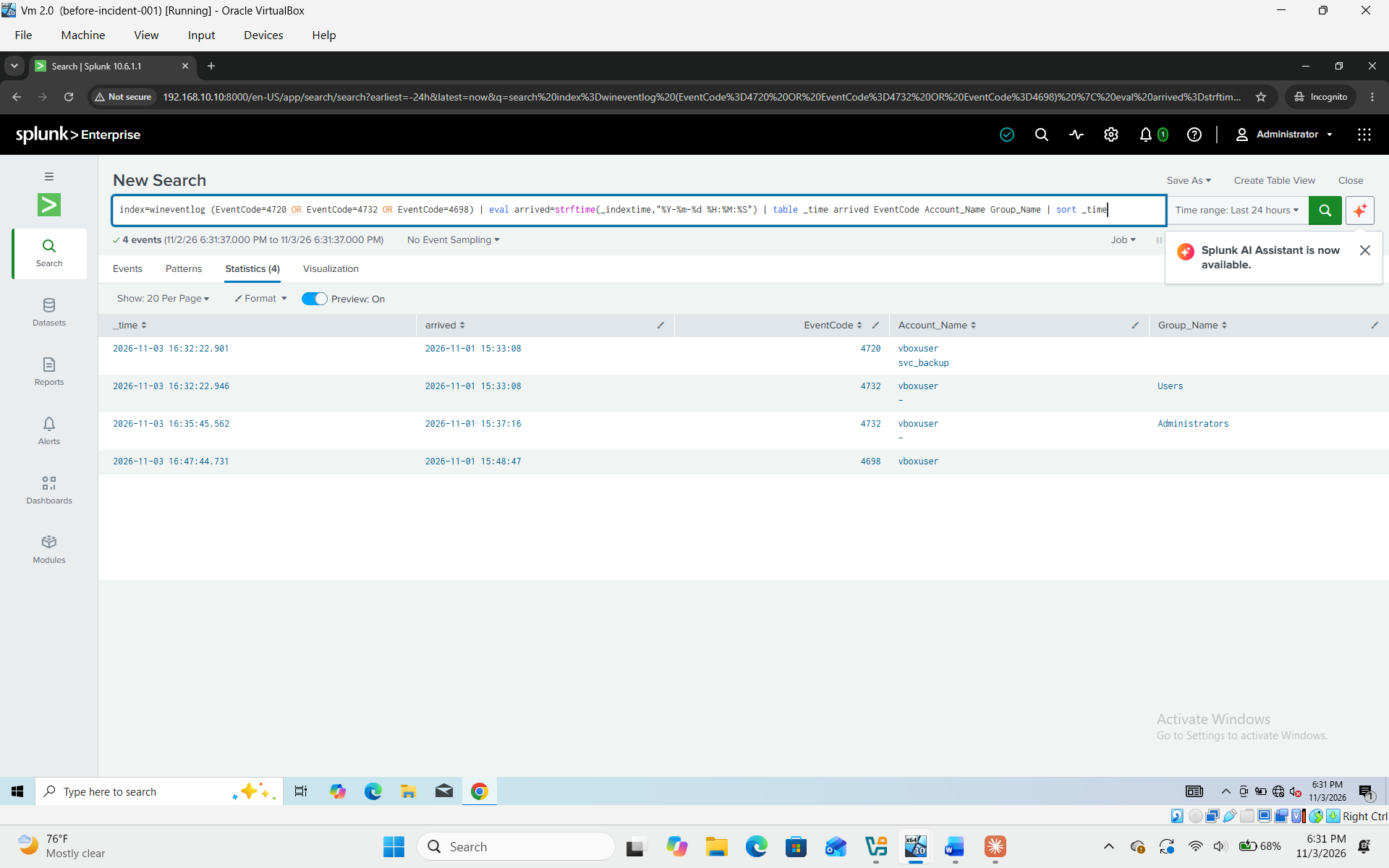 Vm 2.0 (before-incident-001) [Running] - Oracle VirtualBox
File Machine View Input Devices Help
Search | Splunk 10.6.1.1
Not secure 192.168.10.10:8000/en-US/app/search/search?earliest=-24h&latest=now&q=search%20index%3Dwineventlog%20(EventCode%3D4720%20OR%20EventCode%3D4732%20OR%20EventCode%3D4698)%20%7C%20eval%20arrived%3Dstrftim... Incognito
splunk>Enterprise 1 Administrator
New Search Save As Create Table View Close
index=wineventlog (EventCode=4720 OR EventCode=4732 OR EventCode=4698) | eval arrived=strftime(_indextime,"%Y-%m-%d %H:%M:%S") | table _time arrived EventCode Account_Name Group_Name | sort _time Time range: Last 24 hours
4 events (11/2/26 6:31:37.000 PM to 11/3/26 6:31:37.000 PM) No Event Sampling Job
Splunk AI Assistant is now
available.
Search
Events Patterns Statistics (4) Visualization
Show: 20 Per Page Format Preview: On
Datasets
_time arrived EventCode Account_Name Group_Name
2026-11-03 16:32:22.901 2026-11-01 15:33:08 4720 vboxuser
svc_backup
Reports
2026-11-03 16:32:22.946 2026-11-01 15:33:08 4732 vboxuser Users
-
2026-11-03 16:35:45.562 2026-11-01 15:37:16 4732 vboxuser Administrators
-
Alerts
2026-11-03 16:47:44.731 2026-11-01 15:48:47 4698 vboxuser
Dashboards
Modules
Activate Windows
Go to Settings to activate Windows.
Type here to search 6:31 PM
11/3/2026 1
Right Ctrl
76°F
Mostly clear
Search 68% 6:31 PM
11/3/2026